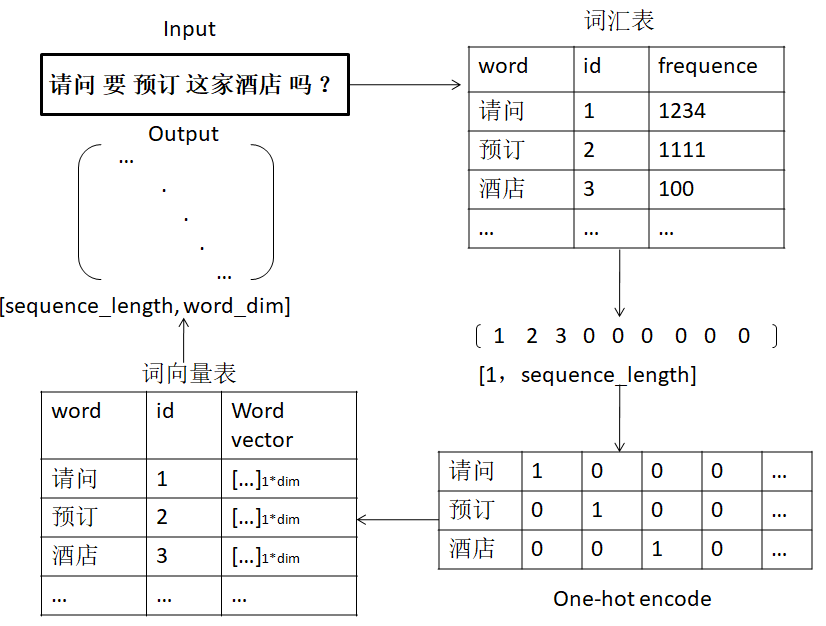 Input
请问 要 预订 这家酒店 吗 ？
词汇表
word id frequence
请问 1 1234
预订 2 1111
酒店 3 100
... ... ...
1 2 3 0 0 0 0 0 0
[1，sequence_length]
请问 1 0 0 0 ...
预订 0 1 0 0 ...
酒店 0 0 1 0 ...
One-hot encode
词向量表
word id Word vector
请问 1 [...]1*dim
预订 2 [...]1*dim
酒店 3 [...]1*dim
... ... ...
Output
...
.
.
.
...
[sequence_length,word_dim]